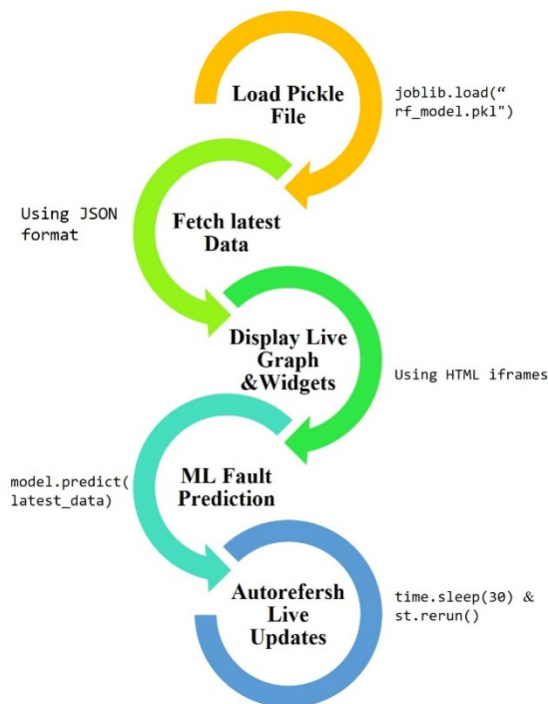 Load Pickle
File
joblib.load(“
rf_model.pkl")
Using JSON
format
Fetch latest
Data
Display Live
Graph
&Widgets
Using HTML iframes
model.predict(
latest_data)
ML Fault
Prediction
Autorefersh
Live
Updates
time.sleep(30) &
st.rerun()